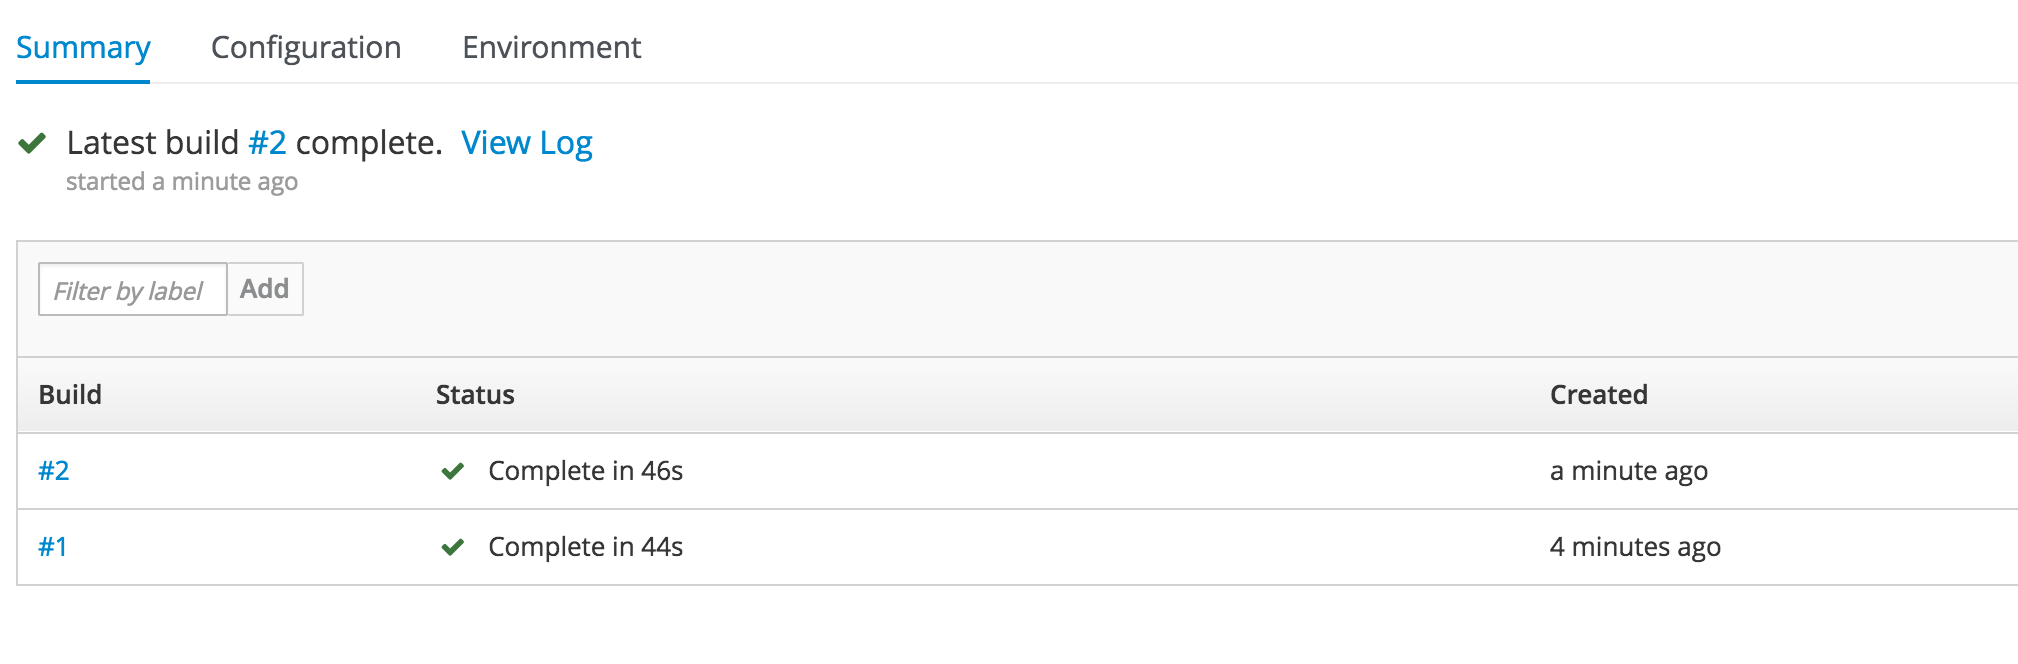 Summary Configuration Environment
Latest build #2 complete. View Log
started a minute ago
Filter by label Add
Build Status Created
#2 Complete in 46s a minute ago
#1 Complete in 44s 4 minutes ago